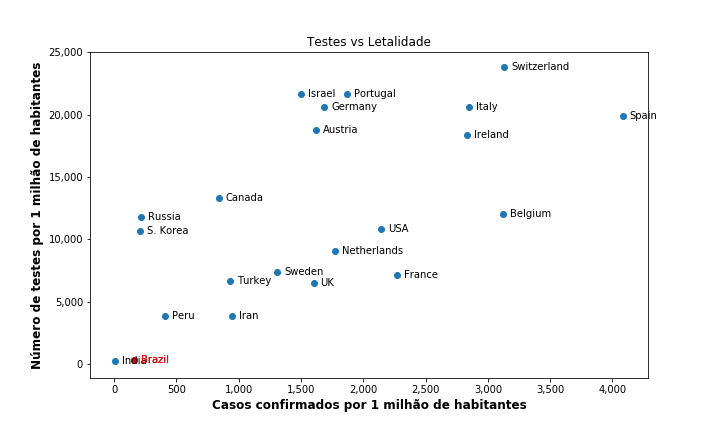 Testes vs Letalidade
Número de testes por 1 milhão de habitantes
25,000
20,000
15,000
10,000
5,000
0
Switzerland
Israel
Portugal
Germany
Italy
Spain
Austria
Ireland
Canada
Russia
Belgium
S. Korea
USA
Netherlands
Sweden
France
Turkey
UK
Peru
Iran
India
Brazil
0
500
1,000
1,500
2,000
2,500
3,000
3,500
4,000
Casos confirmados por 1 milhão de habitantes